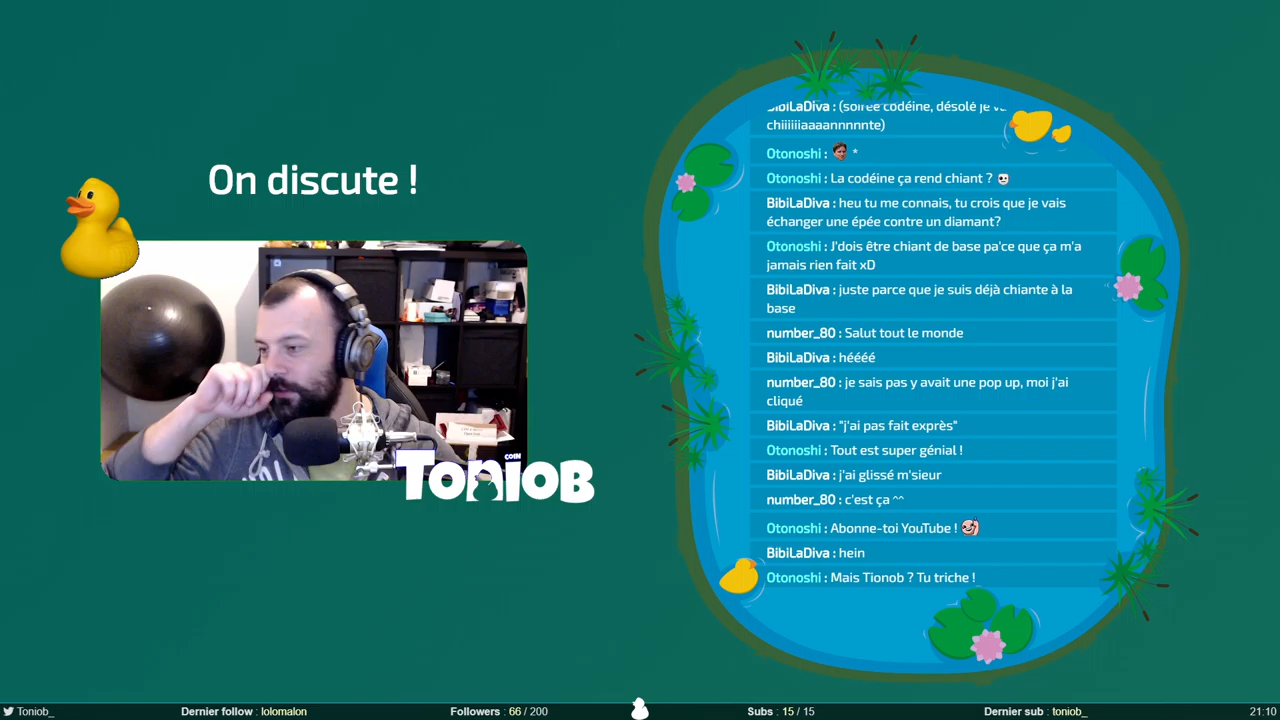 On discute !
BibiLaDiva : (soirée codéine, désolé je
chiiiiiiaaaannnnnte)
Otonoshi : *
Otonoshi : La codéine ça rend chiant ?
BibiLaDiva : heu tu me connais, tu crois que je vais
échanger une épée contre un diamant?
Otonoshi : J'dois être chiant de base pa'ce que ça m'a
jamais rien fait xD
BibiLaDiva : juste parce que je suis déjà chiante à la
base
number_80 : Salut tout le monde
BibiLaDiva : héééé
number_80 : je sais pas y avait une pop up, moi j'ai
cliqué
BibiLaDiva : "j'ai pas fait exprès"
Otonoshi : Tout est super génial !
BibiLaDiva : j'ai glissé m'sieur
number_80 : c'est ça ^^
Otonoshi : Abonne-toi YouTube !
BibiLaDiva : hein
Otonoshi : Mais Tionob ? Tu triche !
COIN
TONIOB
Toniob_
Dernier follow : lolomalon
Followers : 66 / 200
Subs : 15 / 15
Dernier sub : toniob_
21:10